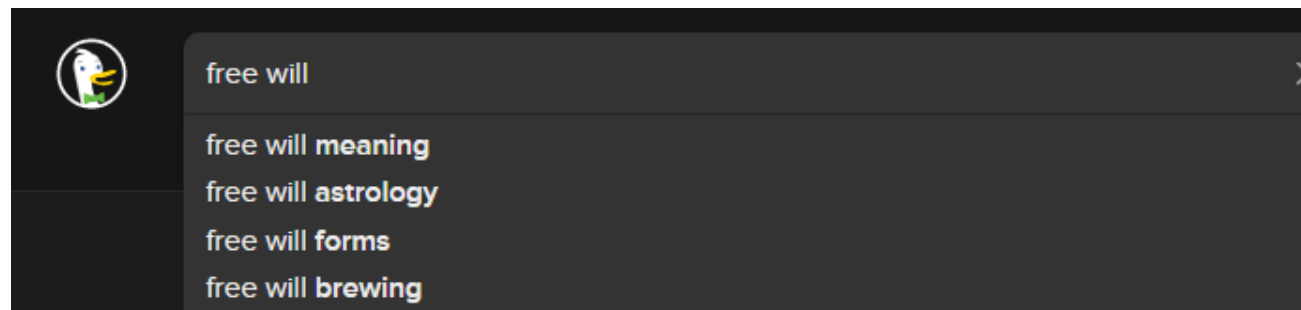 free will
free will meaning
free will astrology
free will forms
free will brewing